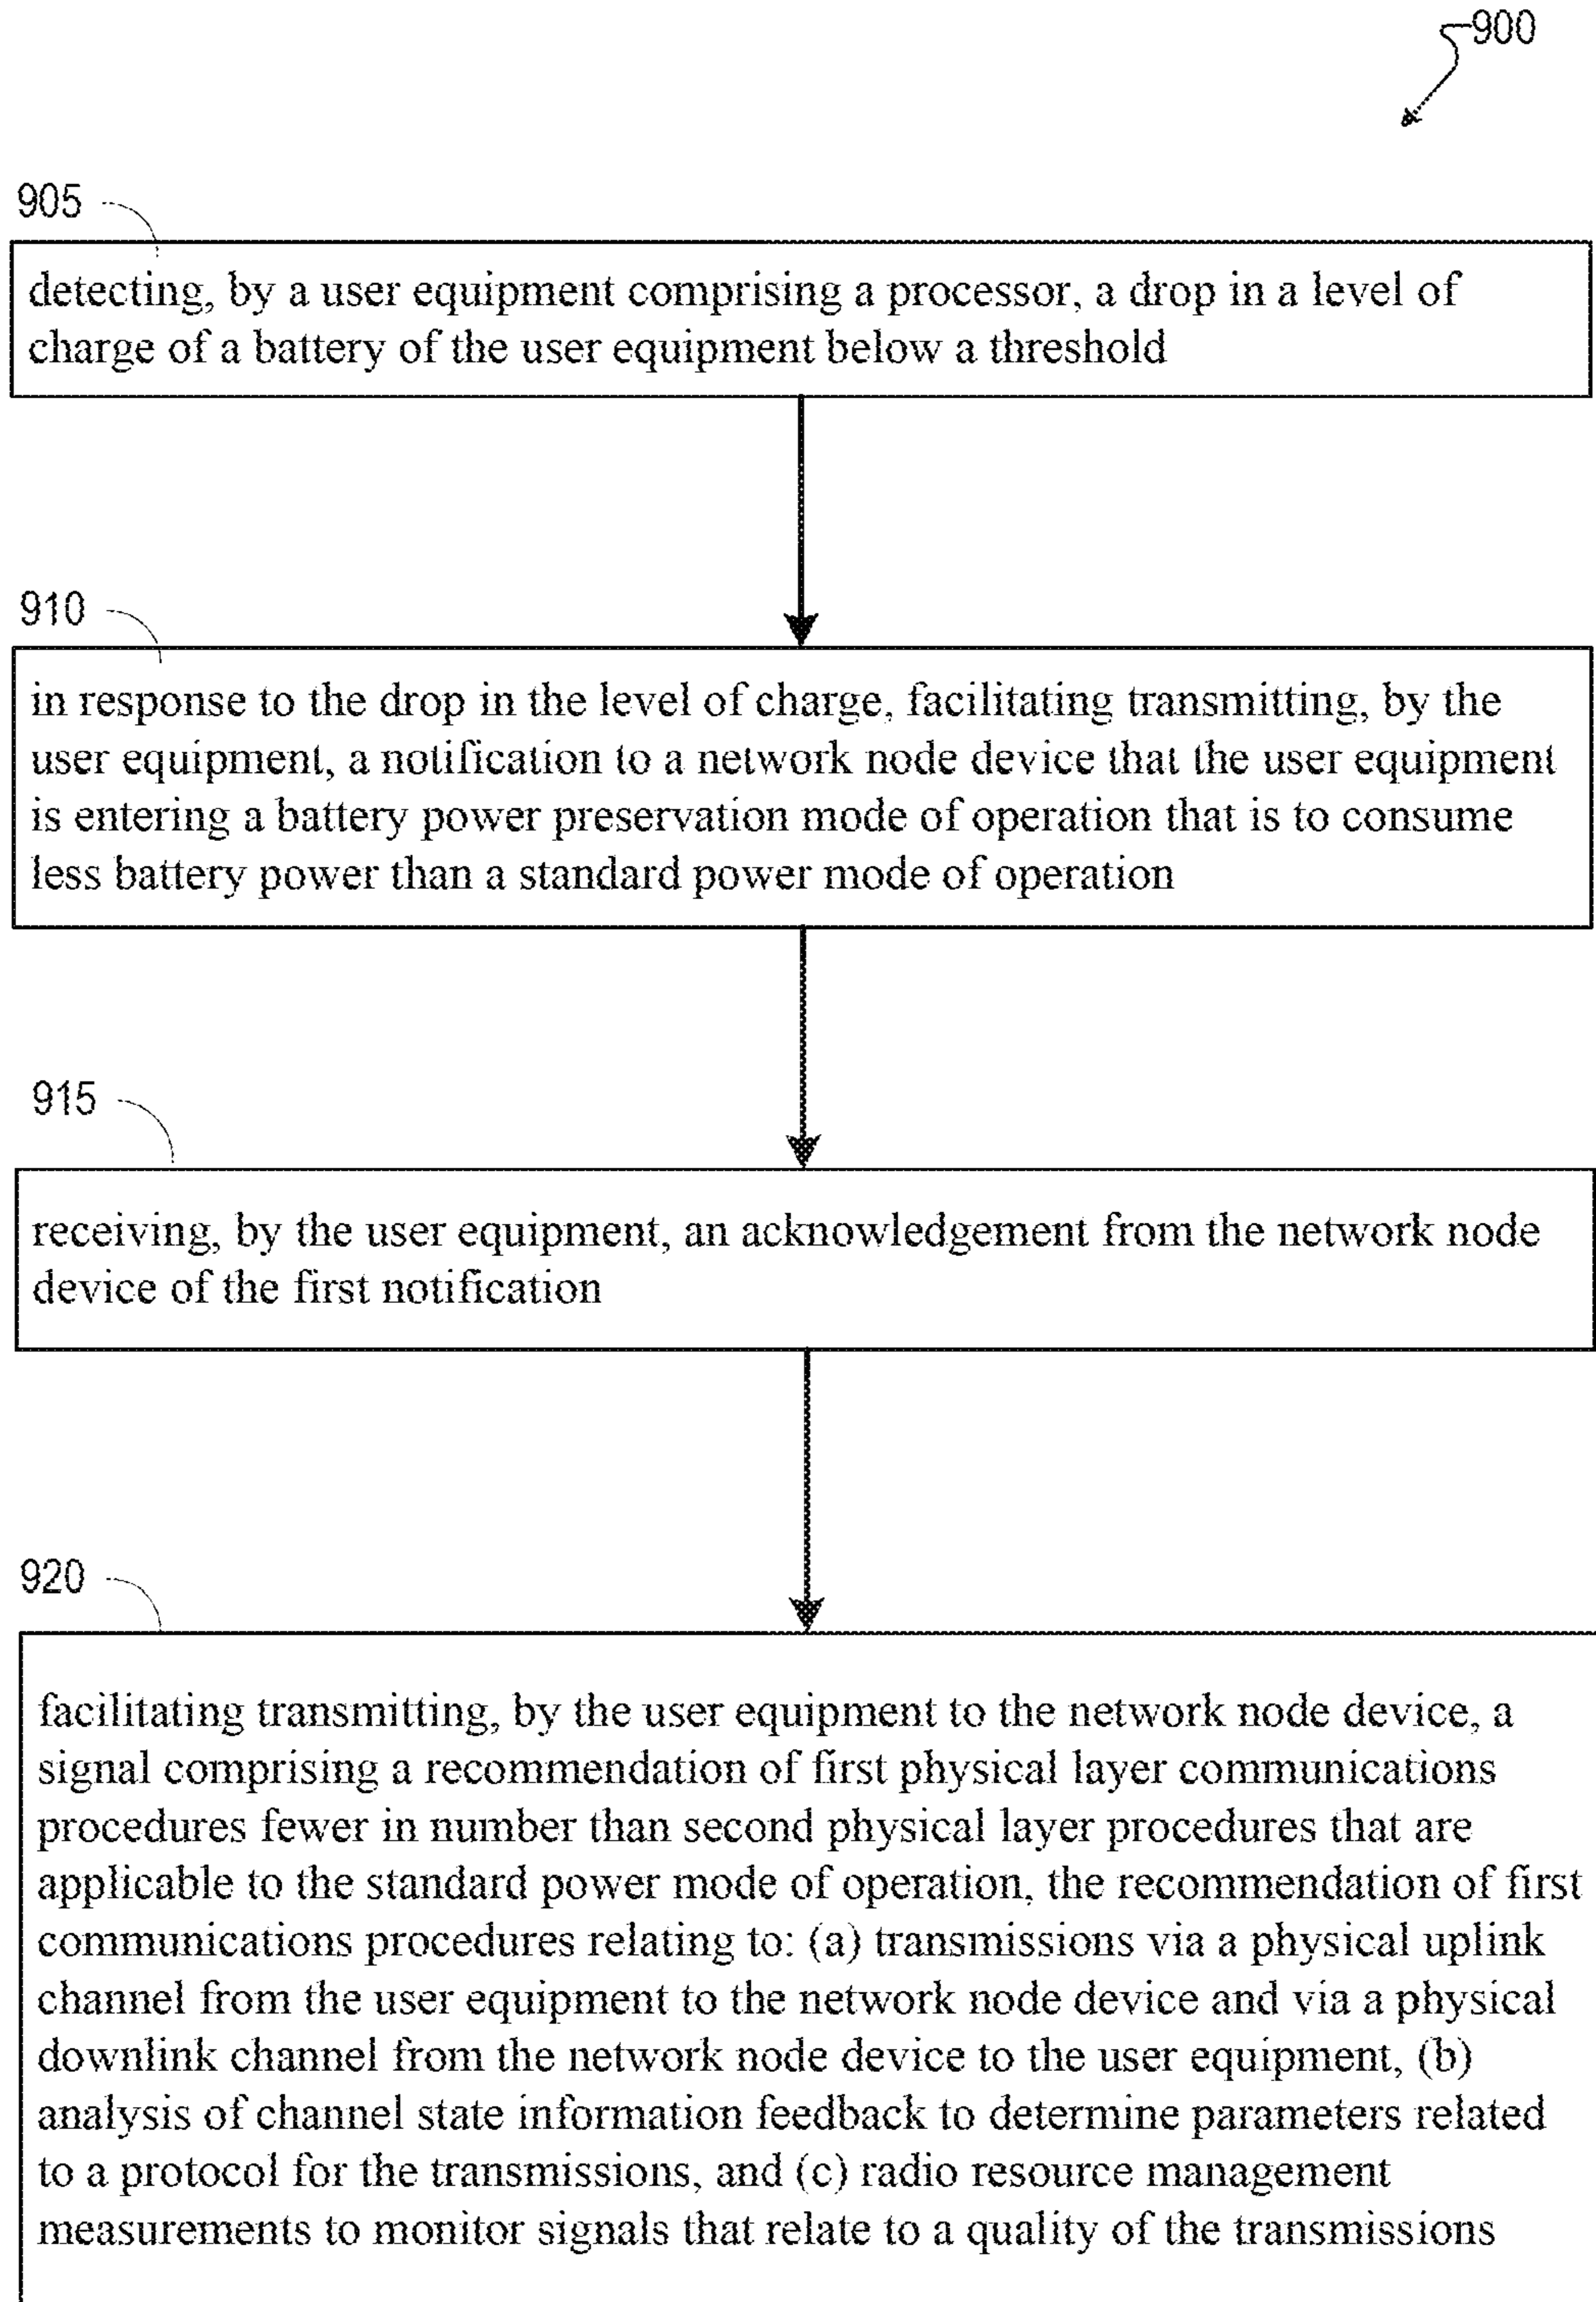 900
905
detecting, by a user equipment comprising a processor, a drop in a level of
charge of a battery of the user equipment below a threshold
910
in response to the drop in the level of charge, facilitating transmitting, by the
user equipment, a notification to a network node device that the user equipment
is entering a battery power preservation mode of operation that is to consume
less battery power than a standard power mode of operation
915
receiving, by the user equipment, an acknowledgement from the network node
device of the first notification
920
facilitating transmitting, by the user equipment to the network node device, a
signal comprising a recommendation of first physical layer communications
procedures fewer in number than second physical layer procedures that are
applicable to the standard power mode of operation, the recommendation of first
communications procedures relating to: (a) transmissions via a physical uplink
channel from the user equipment to the network node device and via a physical
downlink channel from the network node device to the user equipment, (b)
analysis of channel state information feedback to determine parameters related
to a protocol for the transmissions, and (c) radio resource management
measurements to monitor signals that relate to a quality of the transmissions